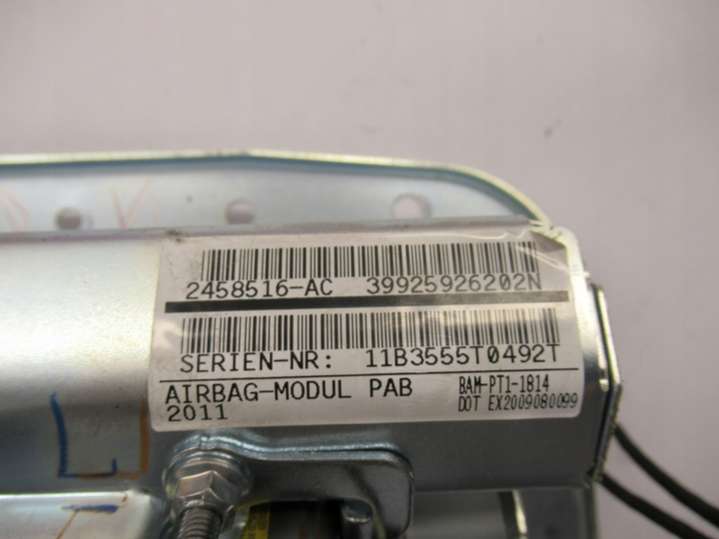 2458516-AC 39925926202N
SERIEN-NR: 11B3555T0492T
AIRBAG-MODUL PAB
2011
BAM-PT1-1814
DOT EX2009080099